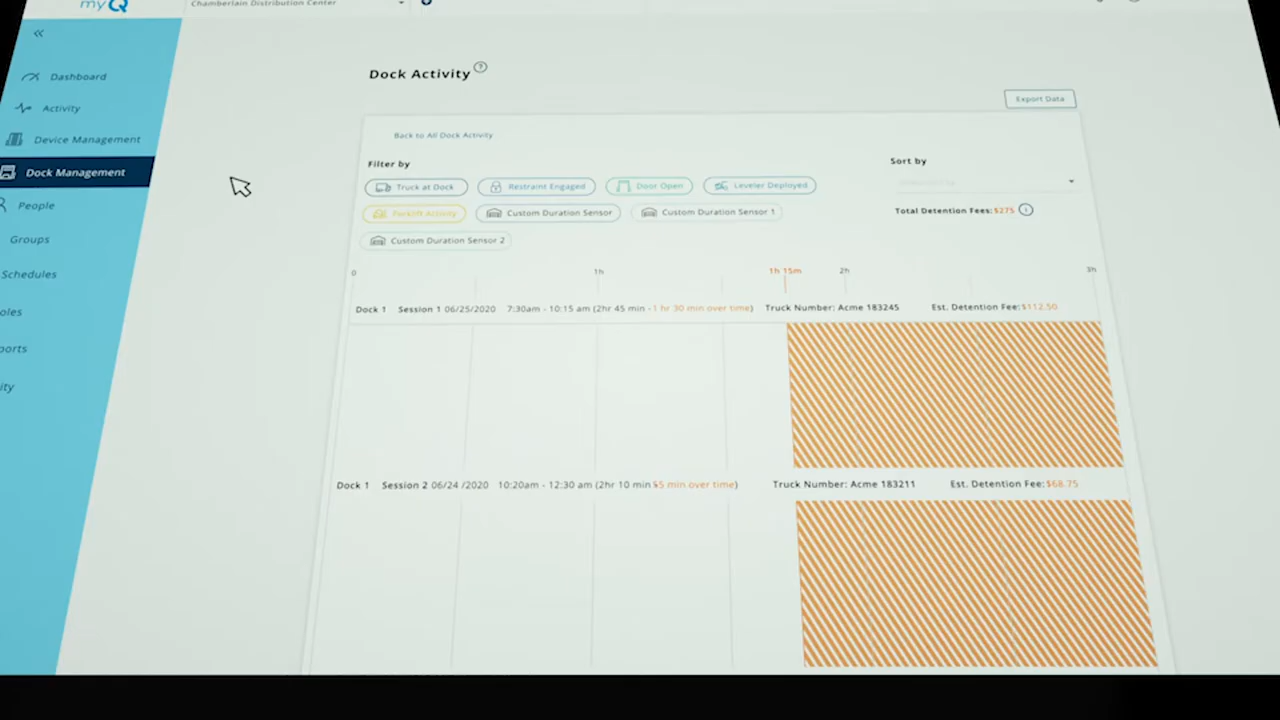 myQ
Chamberlain Distribution Center
Dashboard
Activity
Device Management
Dock Management
People
Groups
Schedules
oles
ports
ity
Dock Activity ?
Export Data
Back to All Dock Activity
Filter by
Sort by
Truck at Dock
Restraint Engaged
Door Open
Leveler Deployed
Forklift Activity
Custom Duration Sensor
Custom Duration Sensor 1
Total Detention Fees: $275
Custom Duration Sensor 2
0 1h 1h 15m 2h 3h
Dock 1 Session 1 06/25/2020 7:30am - 10:15 am (2hr 45 min - 1 hr 30 min over time) Truck Number: Acme 183245 Est. Detention Fee: $112.50
Dock 1 Session 2 06/24 /2020 10:20am - 12:30 am (2hr 10 min 55 min over time) Truck Number: Acme 183211 Est. Detention Fee: $68.75